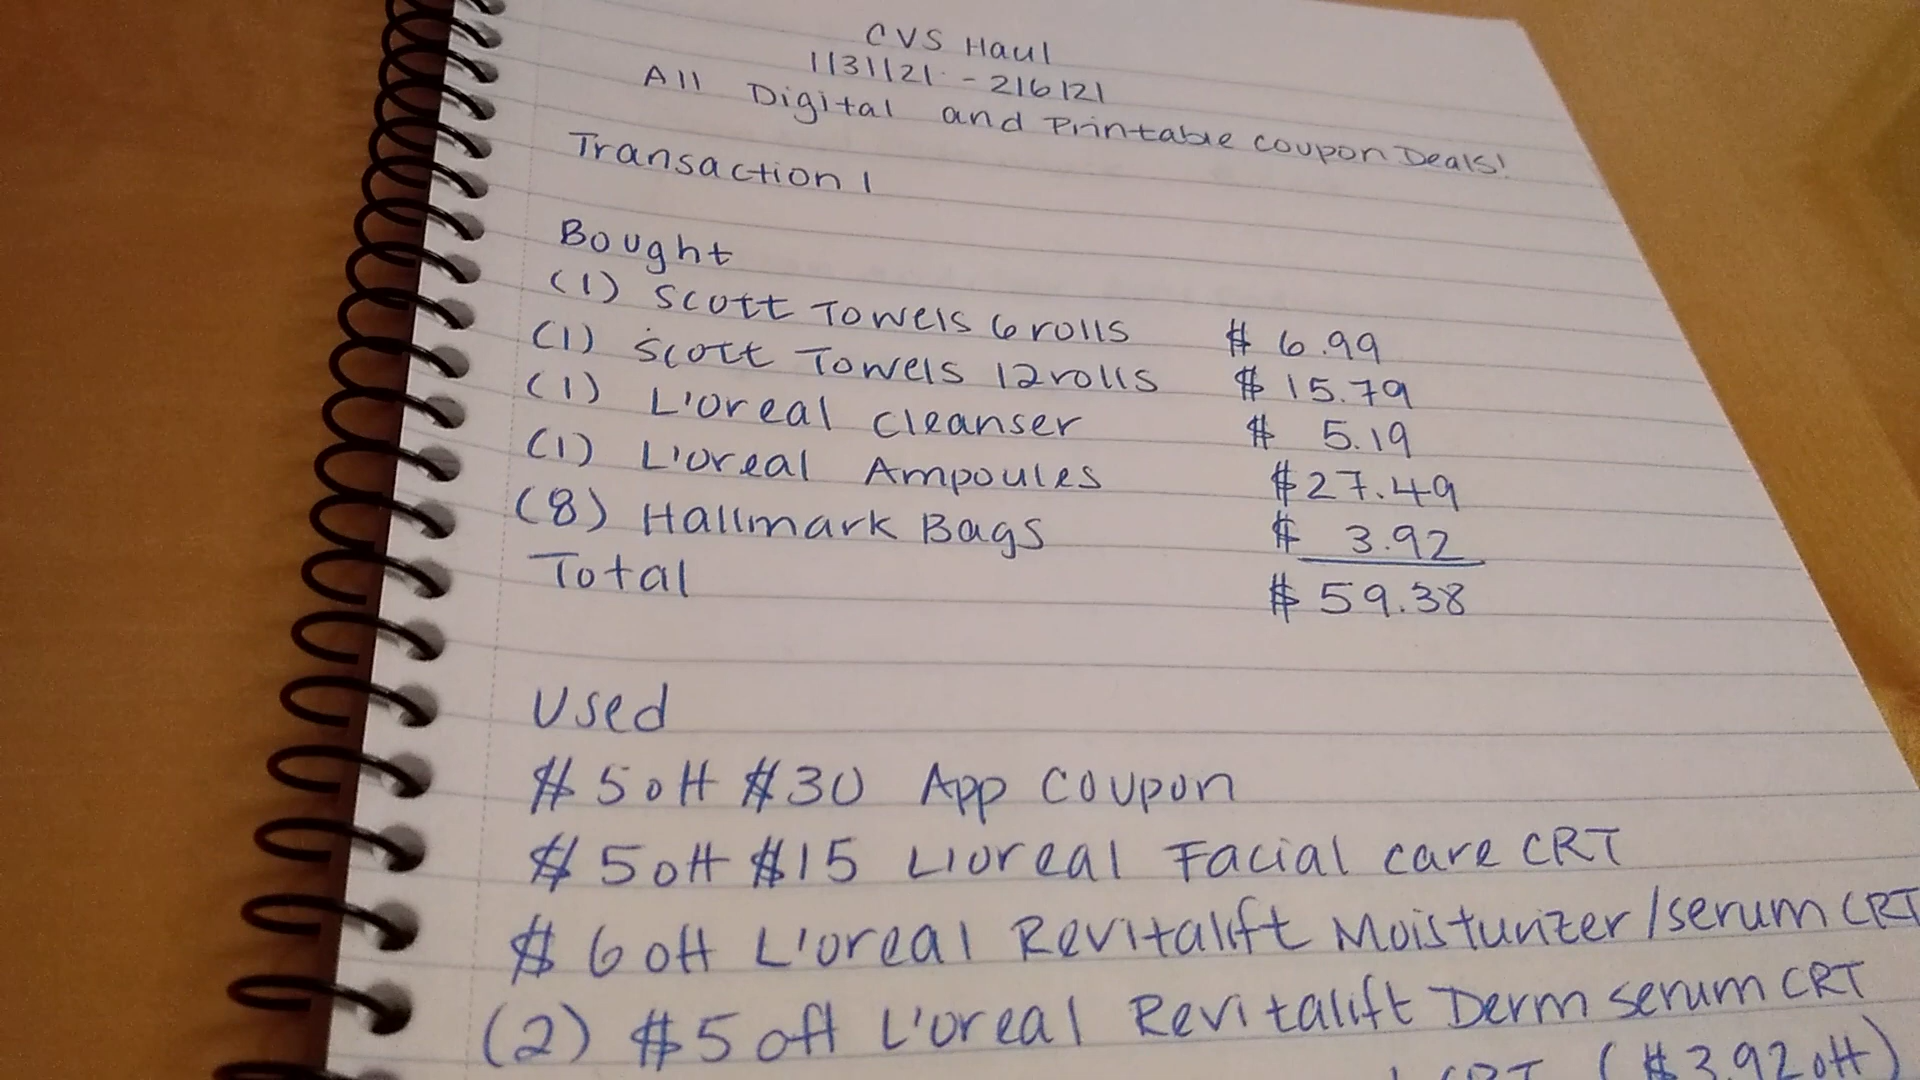 CVS Haul
1/31/21 - 2/6/21
All Digital and Printable coupon Deals!
Transaction 1
Bought
(1) Scott Towels 6 rolls $ 6.99
(1) Scott Towels 12 rolls $ 15.79
(1) L'oreal cleanser $ 5.19
(1) L'oreal Ampoules $27.49
(8) Hallmark Bags $ 3.92
Total $ 59.38
Used
$5 off $30 App Coupon
$5 off $15 L'oreal Facial care CRT
$6 off L'oreal Revitalift Moisturizer/serum CRT
(2) $5 off L'oreal Revitalift Derm serum CRT
CRT ($3.92 off)